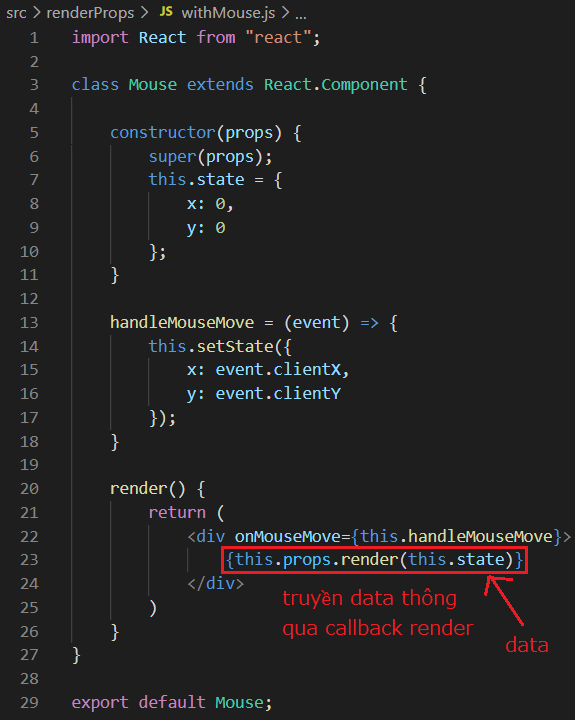 src > renderProps > JS withMouse.js > ...
1 import React from "react";
2
3 class Mouse extends React.Component {
4
5     constructor(props) {
6         super(props);
7         this.state = {
8             x: 0,
9             y: 0
10         };
11     }
12
13     handleMouseMove = (event) => {
14         this.setState({
15             x: event.clientX,
16             y: event.clientY
17         });
18     }
19
20     render() {
21         return (
22             <div onMouseMove={this.handleMouseMove}>
23                 {this.props.render(this.state)}
24             </div>
25         )
26     }
27 }
28
29 export default Mouse;
truyền data thông
qua callback render
data